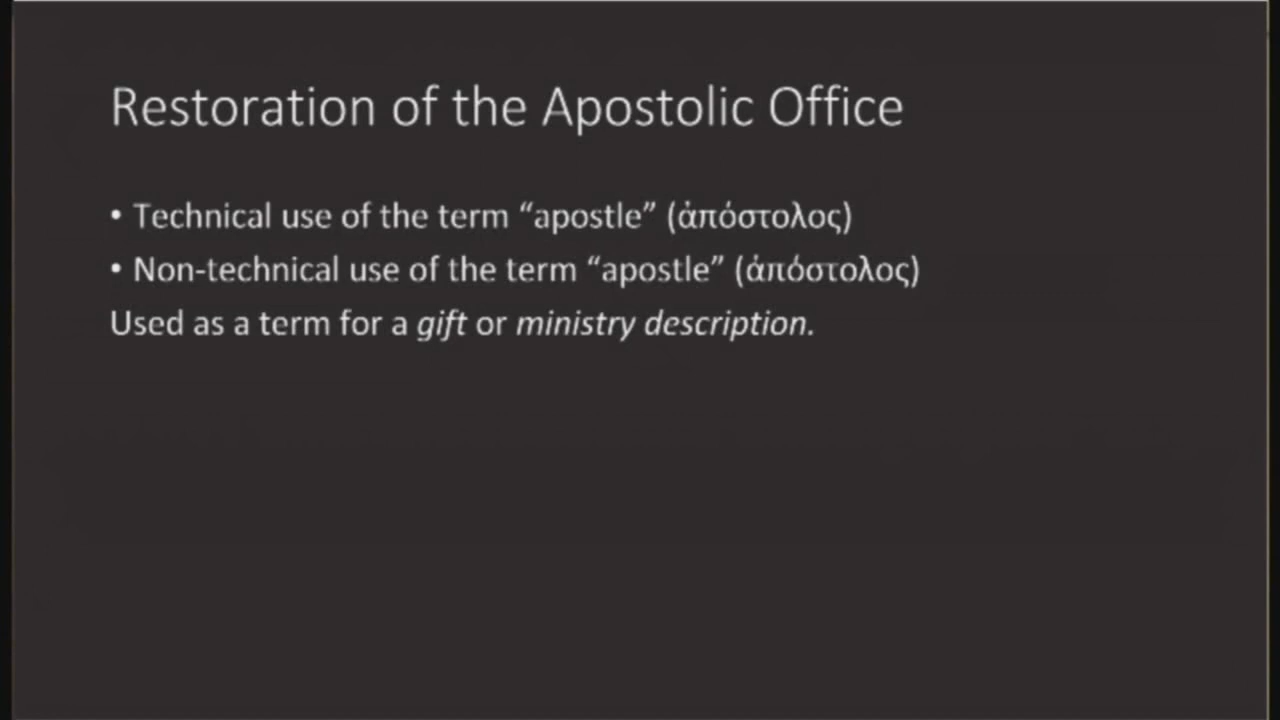 Restoration of the Apostolic Office
• Technical use of the term “apostle” (ἀπόστολος)
• Non-technical use of the term “apostle” (ἀπόστολος)
Used as a term for a gift or ministry description.